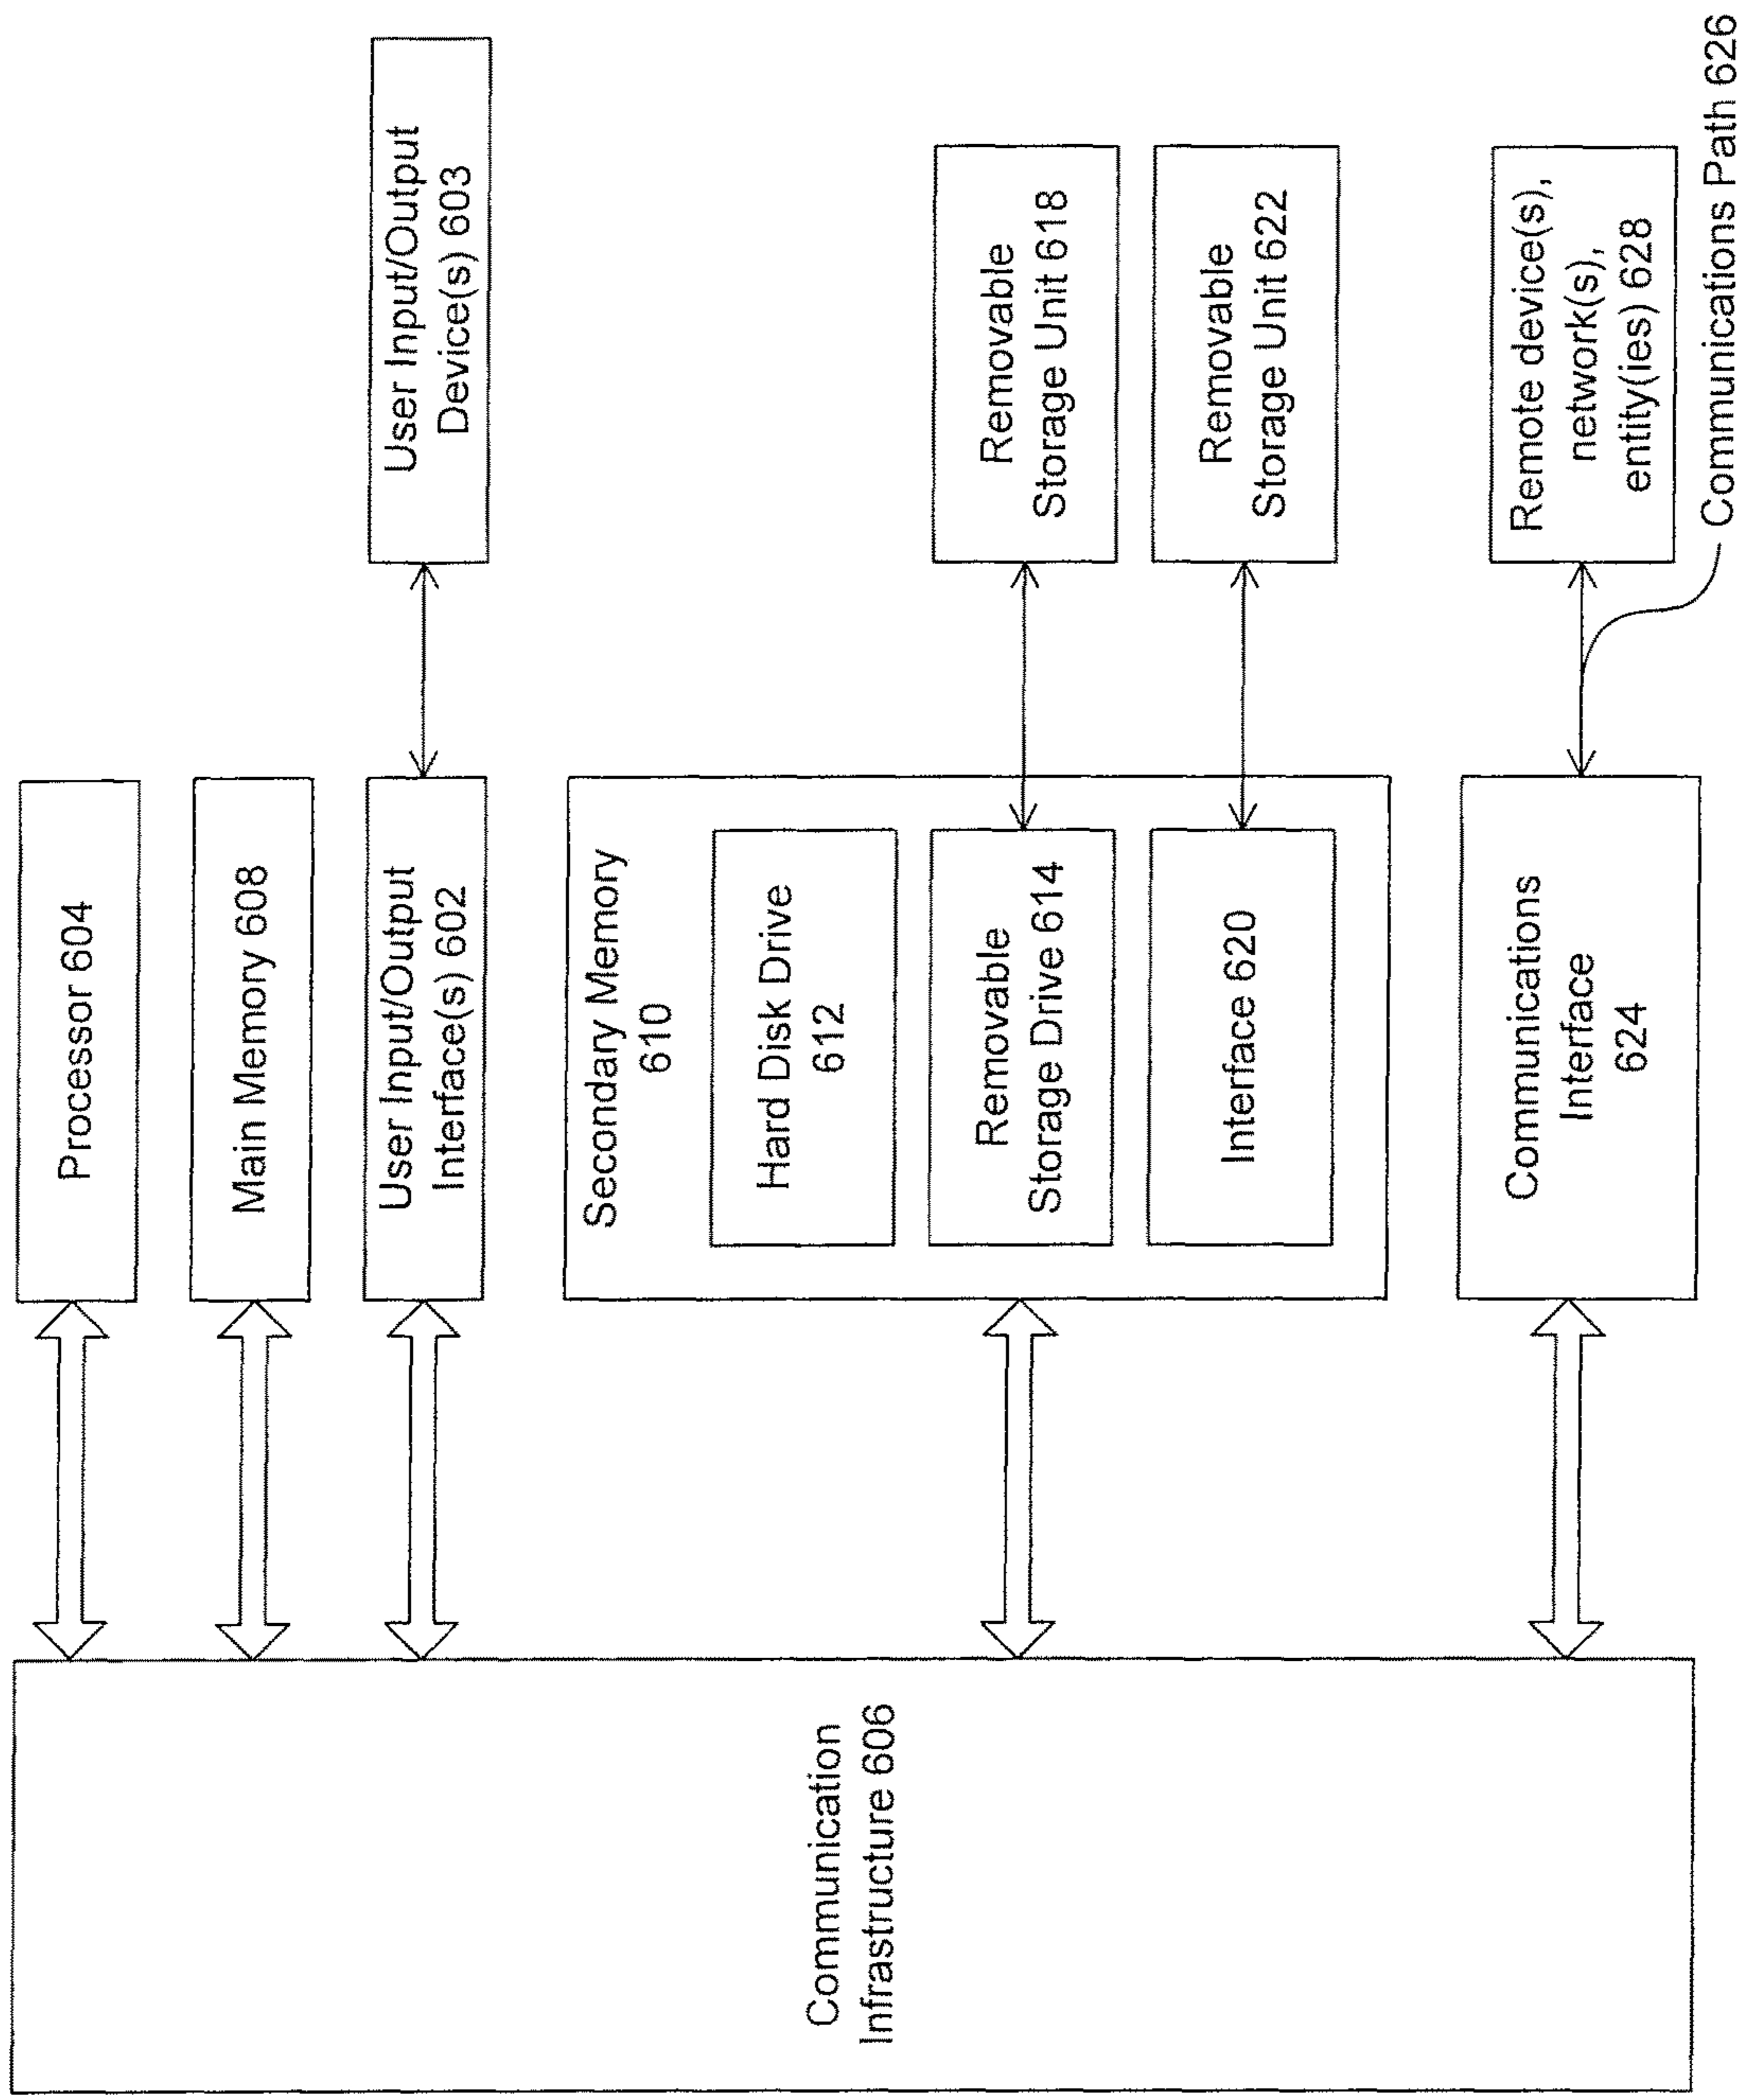 Processor 604
Main Memory 608
User Input/Output
Interface(s) 602
User Input/Output
Device(s) 603
Secondary Memory
610
Hard Disk Drive
612
Removable
Storage Drive 614
Removable
Storage Unit 618
Interface 620
Removable
Storage Unit 622
Communications
Interface
624
Remote device(s),
network(s),
entity(ies) 628
Communications Path 626
Communication
Infrastructure 606